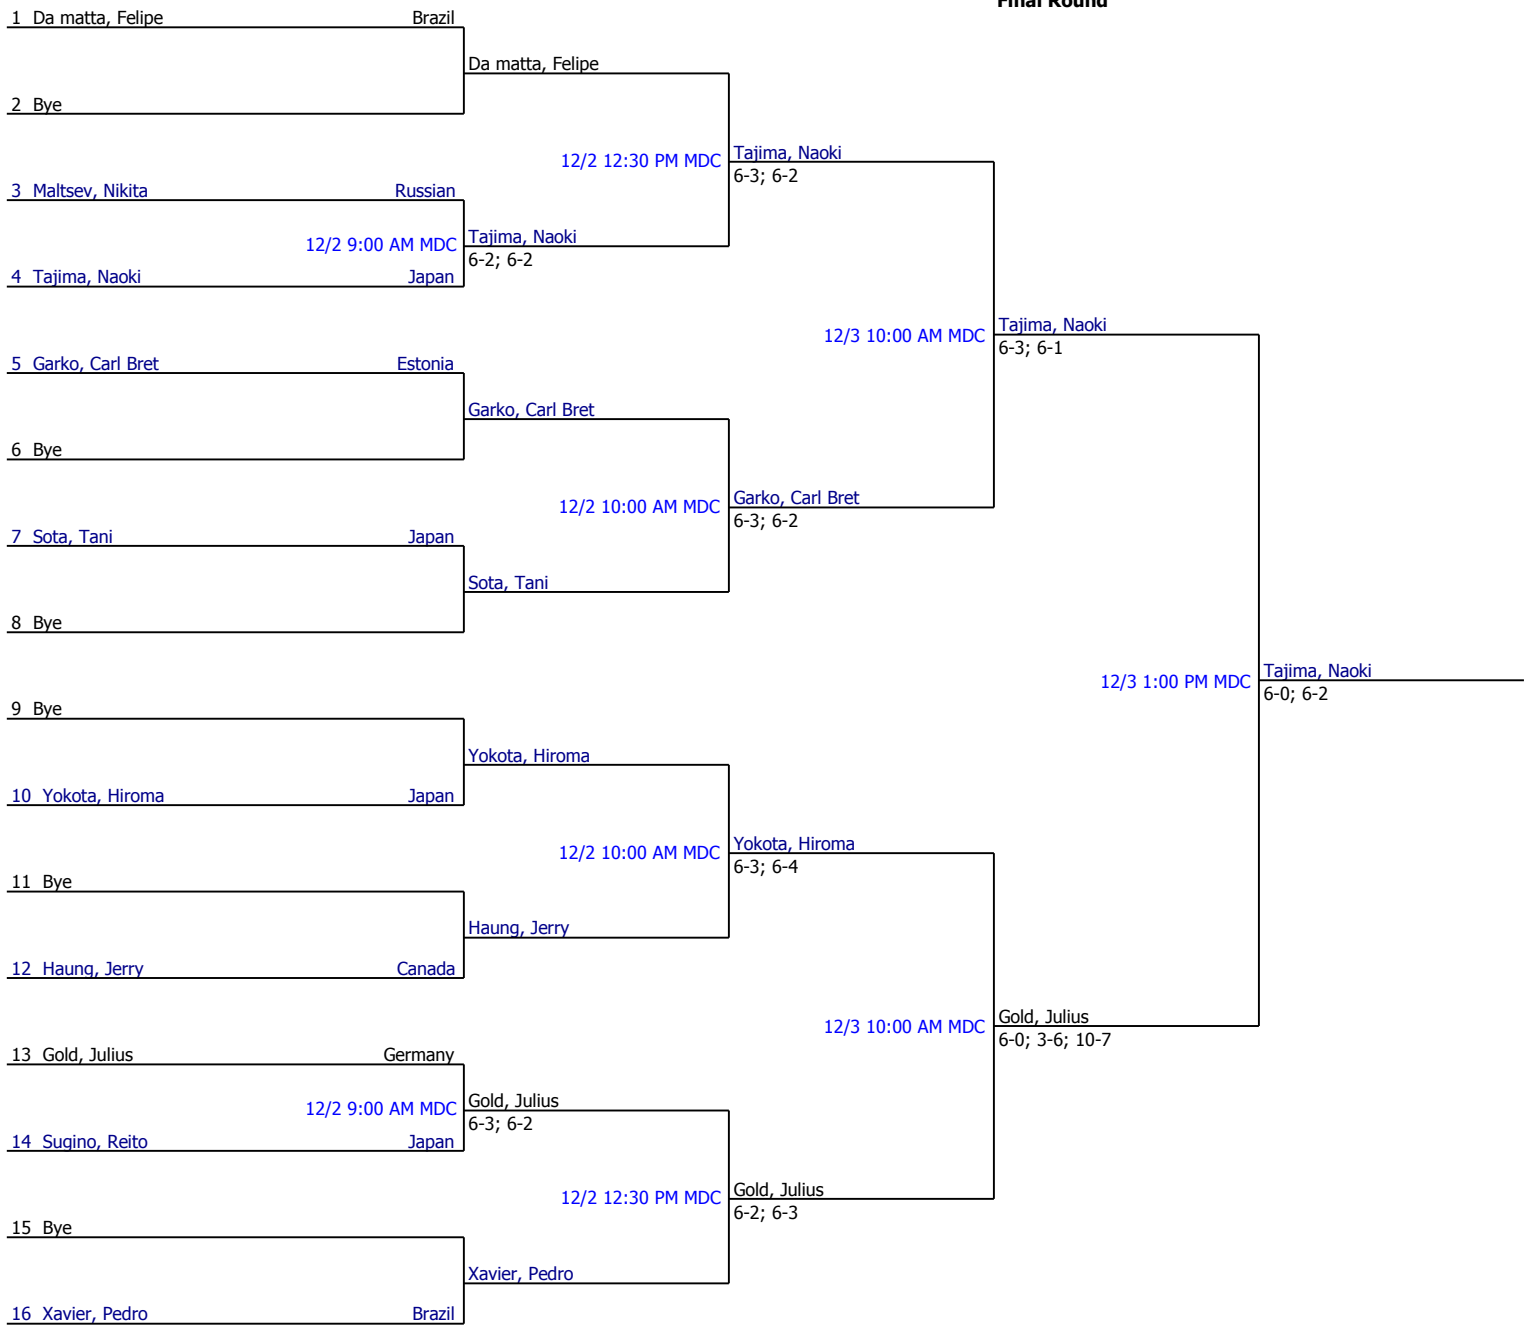 Final Round
1 Da matta, Felipe Brazil
Da matta, Felipe
2 Bye
12/2 12:30 PM MDC Tajima, Naoki
6-3; 6-2
3 Maltsev, Nikita Russian
12/2 9:00 AM MDC Tajima, Naoki
6-2; 6-2
4 Tajima, Naoki Japan
12/3 10:00 AM MDC Tajima, Naoki
6-3; 6-1
5 Garko, Carl Bret Estonia
Garko, Carl Bret
6 Bye
12/2 10:00 AM MDC Garko, Carl Bret
6-3; 6-2
7 Sota, Tani Japan
Sota, Tani
8 Bye
12/3 1:00 PM MDC Tajima, Naoki
6-0; 6-2
9 Bye
Yokota, Hiroma
10 Yokota, Hiroma Japan
12/2 10:00 AM MDC Yokota, Hiroma
6-3; 6-4
11 Bye
Haung, Jerry
12 Haung, Jerry Canada
12/3 10:00 AM MDC Gold, Julius
6-0; 3-6; 10-7
13 Gold, Julius Germany
12/2 9:00 AM MDC Gold, Julius
6-3; 6-2
14 Sugino, Reito Japan
12/2 12:30 PM MDC Gold, Julius
6-2; 6-3
15 Bye
Xavier, Pedro
16 Xavier, Pedro Brazil